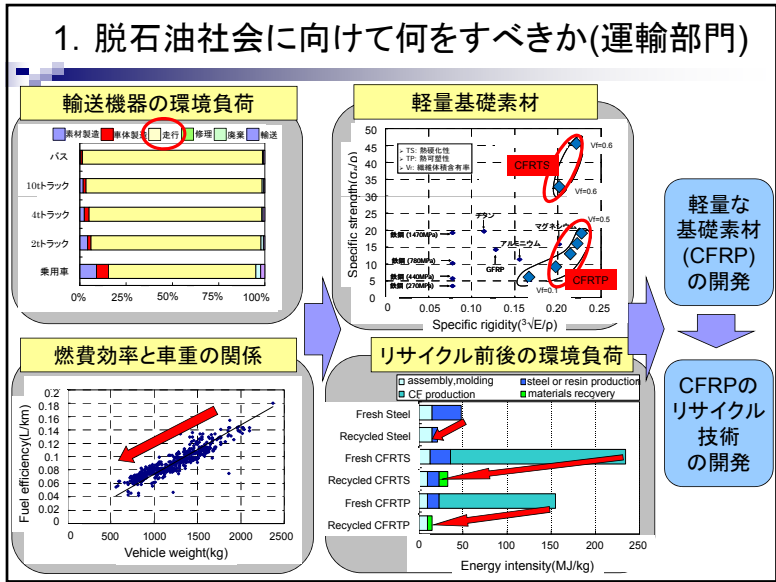 1. 脱石油社会に向けて何をすべきか(運輸部門)
輸送機器の環境負荷
素材製造 車体製造 走行 修理 廃棄 輸送
バス
10tトラック
4tトラック
2tトラック
乗用車
0% 25% 50% 75% 100%
軽量基礎素材
Specific strength(σ/ρ)
50
45
40
35
30
25
20
15
10
5
0
TS: 熱硬化性
TP: 熱可塑性
Vf: 繊維体積含有率
CFRTS
Vf=0.6
Vf=0.6
チタン
マグネシウム
Vf=0.5
鉄鋼 (1470MPa)
アルミニウム
鉄鋼 (780MPa)
GFRP
鉄鋼 (440MPa)
鉄鋼 (270MPa)
CFRTP
Vf=0.1
0 0.05 0.1 0.15 0.20 0.25
Specific rigidity(³√E/ρ)
軽量な
基礎素材
(CFRP)
の開発
燃費効率と車重の関係
Fuel efficiency(L/km)
0.2
0.18
0.16
0.14
0.12
0.1
0.08
0.06
0.04
0.02
0
0 500 1000 1500 2000 2500
Vehicle weight(kg)
リサイクル前後の環境負荷
assembly,molding steel or resin production
CF production materials recovery
Fresh Steel
Recycled Steel
Fresh CFRTS
Recycled CFRTS
Fresh CFRTP
Recycled CFRTP
0 50 100 150 200 250
Energy intensity(MJ/kg)
CFRPの
リサイクル
技術
の開発